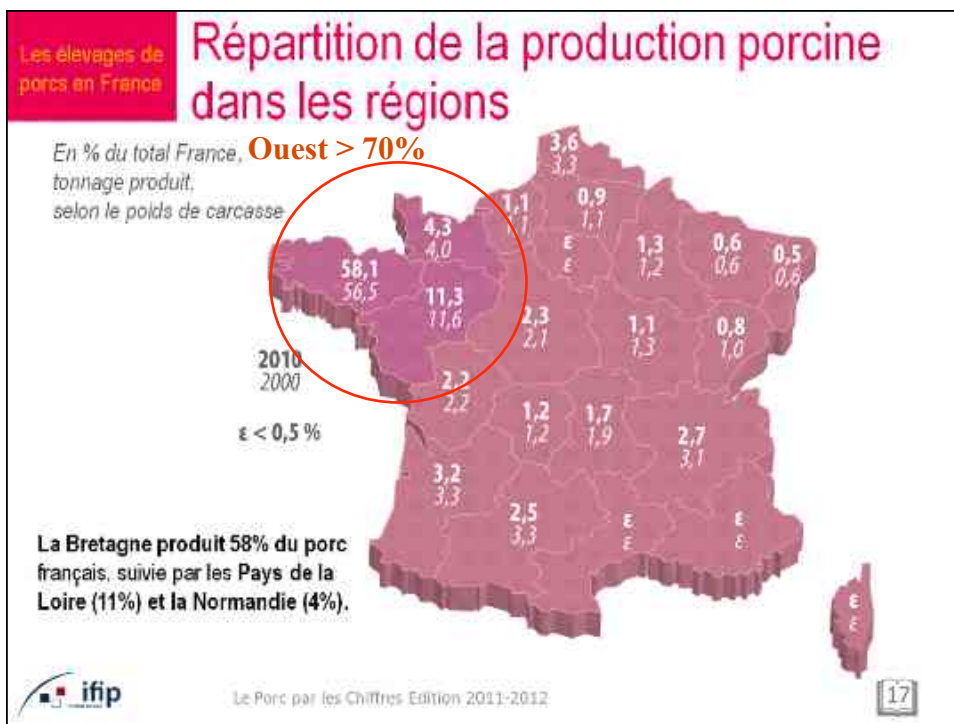 Les élevages de
porcs en France
Répartition de la production porcine
dans les régions
En % du total France,
tonnage produit,
selon le poids de carcasse
Ouest > 70%
3,6
3,3
1,1
1,1
0,9
1,1
4,3
4,0
ε
ε
1,3
1,2
0,6
0,6
0,5
0,6
58,1
56,5
11,3
11,6
2,3
2,1
1,1
1,3
0,8
1,0
2010
2000
2,2
2,2
ε < 0,5 %
1,2
1,2
1,7
1,9
2,7
3,1
3,2
3,3
2,5
3,3
ε
ε
ε
ε
La Bretagne produit 58% du porc
français, suivie par les Pays de la
Loire (11%) et la Normandie (4%).
ε
ε
ifip
Le Porc par les Chiffres Edition 2011-2012
17